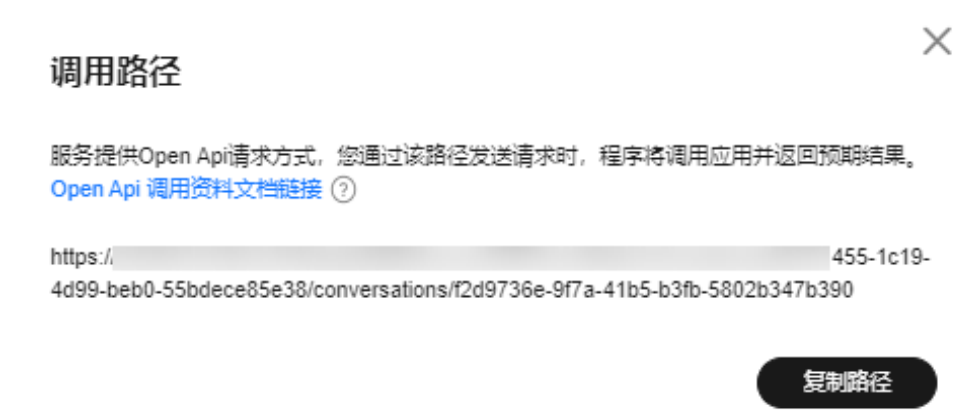 调用路径
服务提供Open Api请求方式，您通过该路径发送请求时，程序将调用应用并返回预期结果。
Open Api 调用资料文档链接 ?
https://
455-1c19-
4d99-beb0-55bdece85e38/conversations/f2d9736e-9f7a-41b5-b3fb-5802b347b390
复制路径